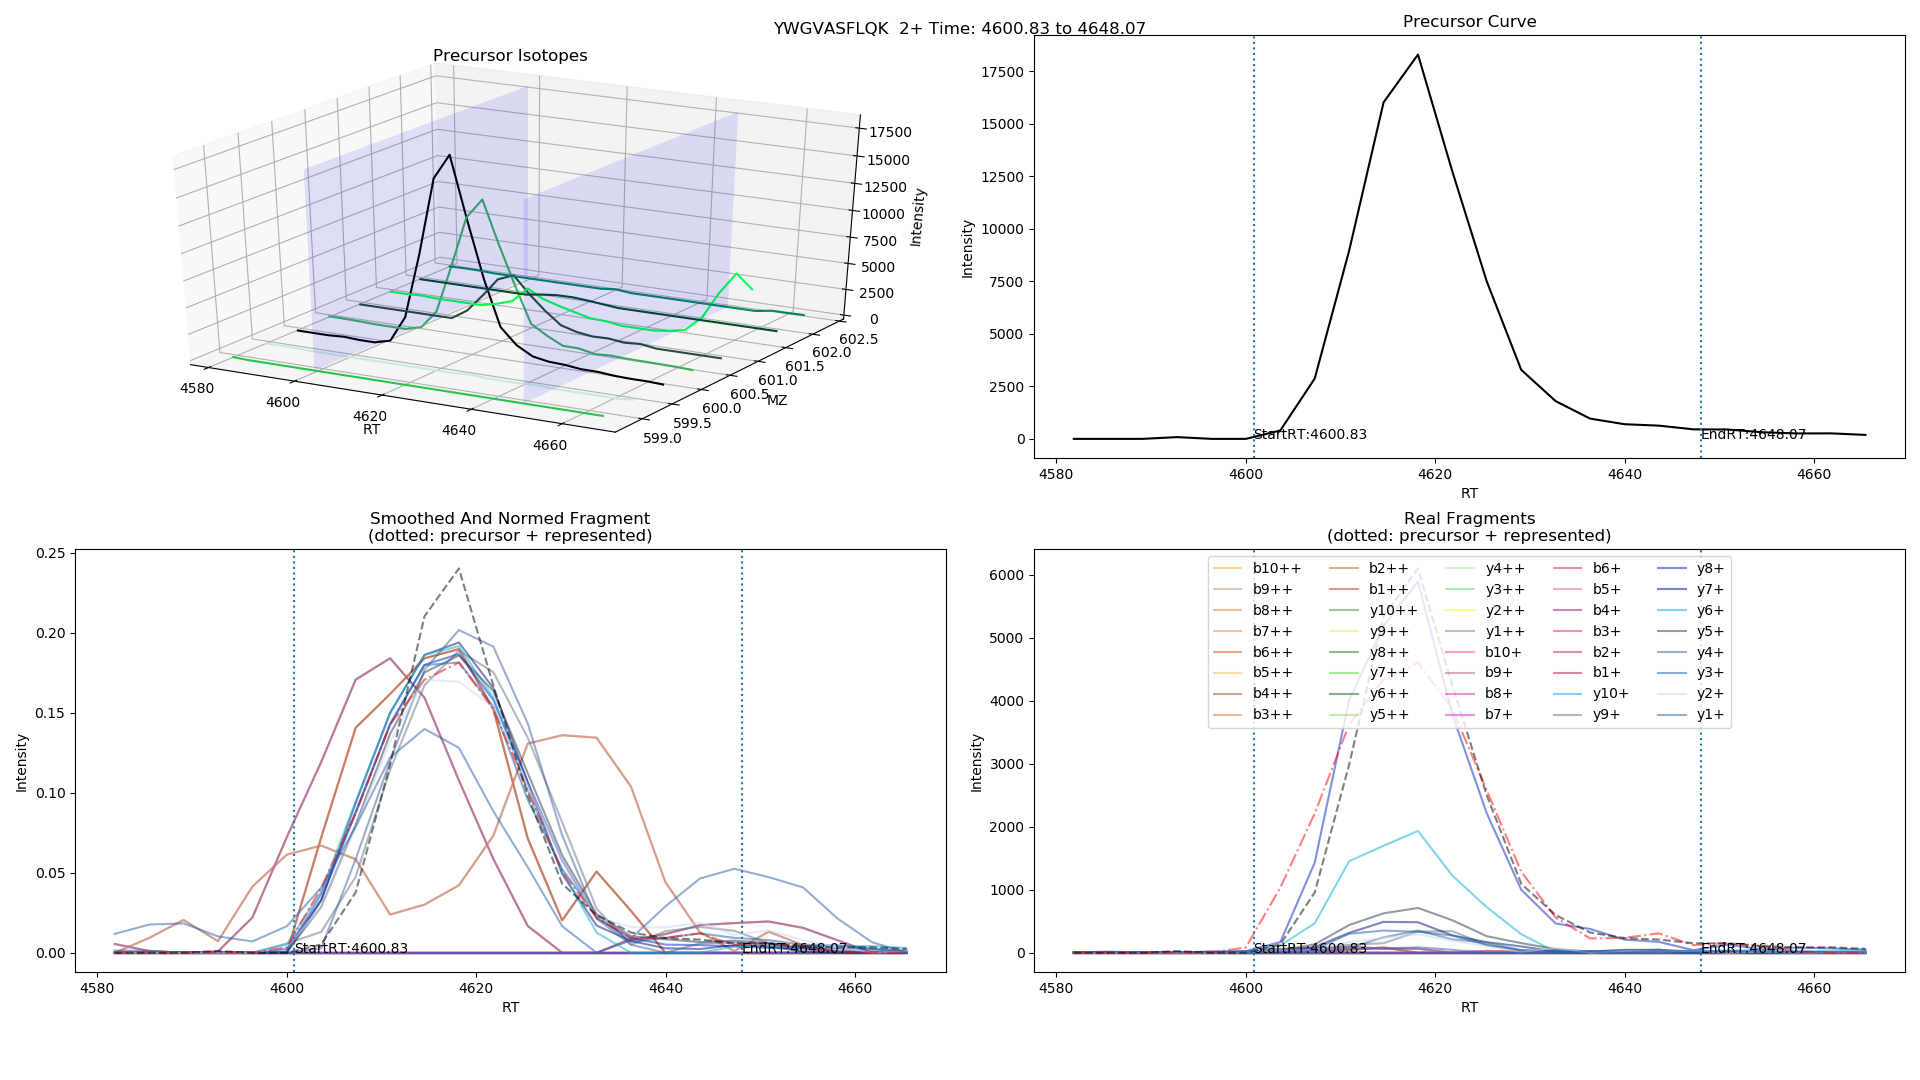 YWGVASFLQK  2+ Time: 4600.83 to 4648.07
Precursor Isotopes
17500
15000
12500
10000
7500
5000
2500
0
Intensity
4580
4600
4620
4640
4660
RT
599.0
599.5
600.0
600.5
601.0
601.5
602.0
602.5
MZ
Precursor Curve
17500
15000
12500
10000
7500
5000
2500
0
Intensity
StartRT:4600.83
EndRT:4648.07
4580
4600
4620
4640
4660
RT
Smoothed And Normed Fragment
(dotted: precursor + represented)
0.25
0.20
0.15
0.10
0.05
0.00
Intensity
StartRT:4600.83
EndRT:4648.07
4580
4600
4620
4640
4660
RT
Real Fragments
(dotted: precursor + represented)
6000
5000
4000
3000
2000
1000
0
Intensity
b10++
b9++
b8++
b7++
b6++
b5++
b4++
b3++
b2++
b1++
y10++
y9++
y8++
y7++
y6++
y5++
y4++
y3++
y2++
y1++
b10+
b9+
b8+
b7+
b6+
b5+
b4+
b3+
b2+
b1+
y10+
y9+
y8+
y7+
y6+
y5+
y4+
y3+
y2+
y1+
StartRT:4600.83
EndRT:4648.07
4580
4600
4620
4640
4660
RT